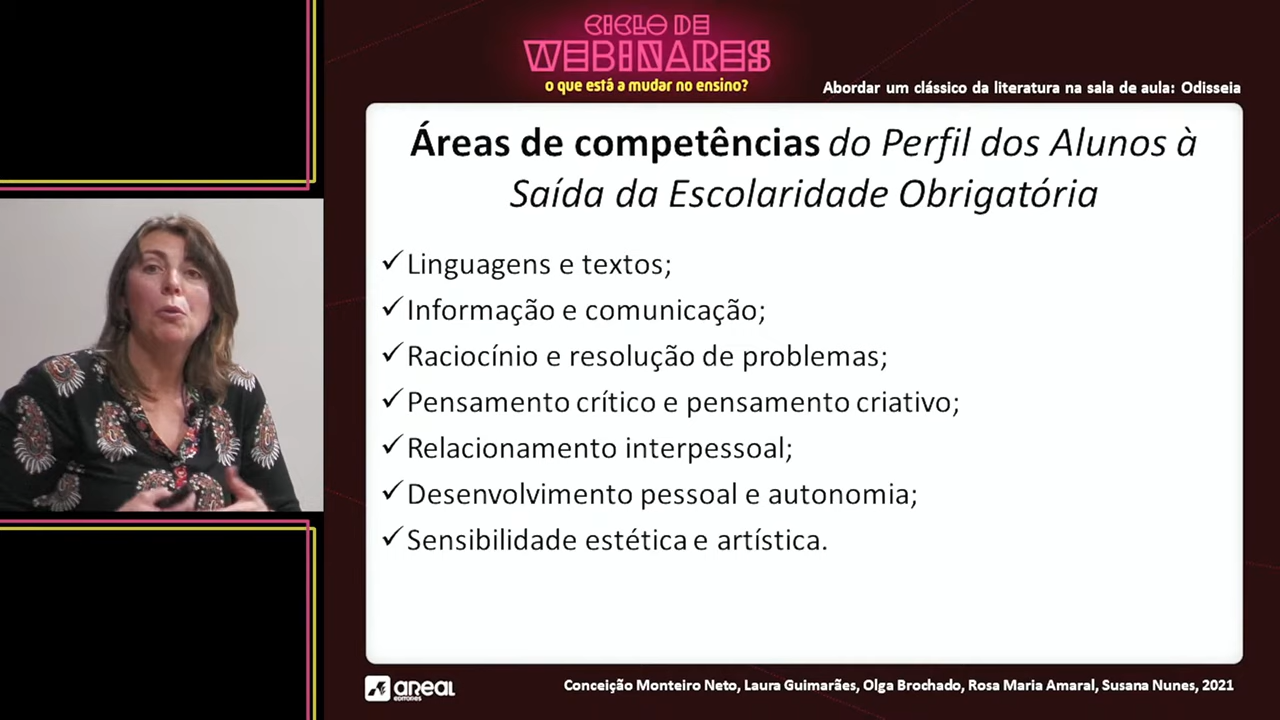 CICLO DE
WEBINARES
o que está a mudar no ensino?
Abordar um clássico da literatura na sala de aula: Odisseia
Áreas de competências do Perfil dos Alunos à
Saída da Escolaridade Obrigatória
✓Linguagens e textos;
✓Informação e comunicação;
✓Raciocínio e resolução de problemas;
✓Pensamento crítico e pensamento criativo;
✓Relacionamento interpessoal;
✓Desenvolvimento pessoal e autonomia;
✓Sensibilidade estética e artística.
AREAL
EDITORES
Conceição Monteiro Neto, Laura Guimarães, Olga Brochado, Rosa Maria Amaral, Susana Nunes, 2021